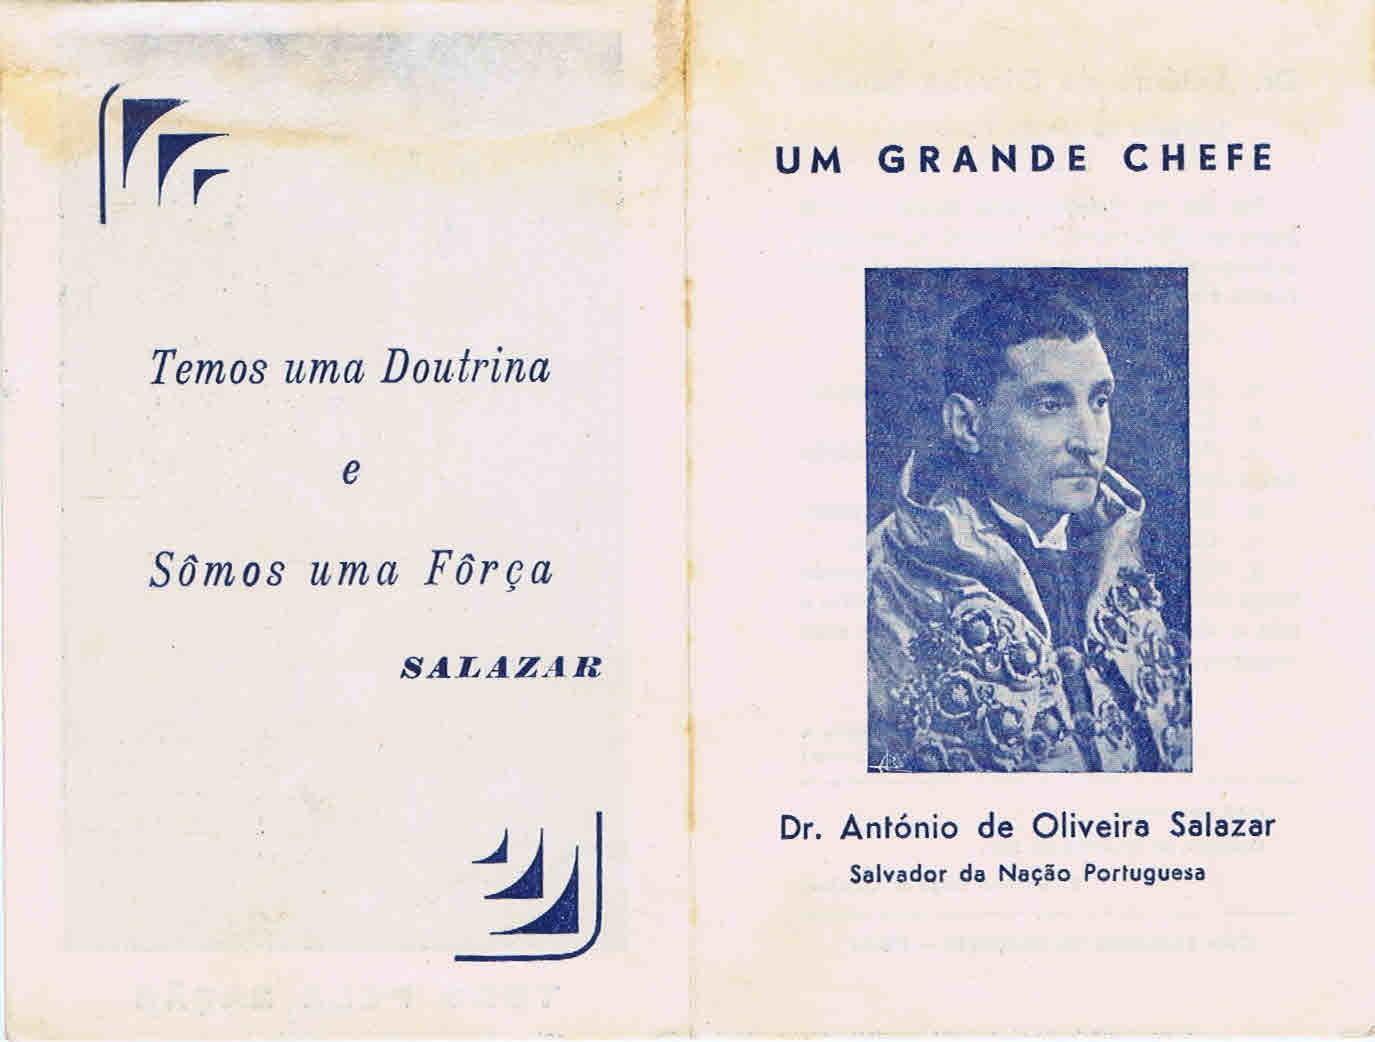 Temos uma Doutrina
e
Sômos uma Fôrça
SALAZAR
UM GRANDE CHEFE
Dr. António de Oliveira Salazar
Salvador da Nação Portuguesa